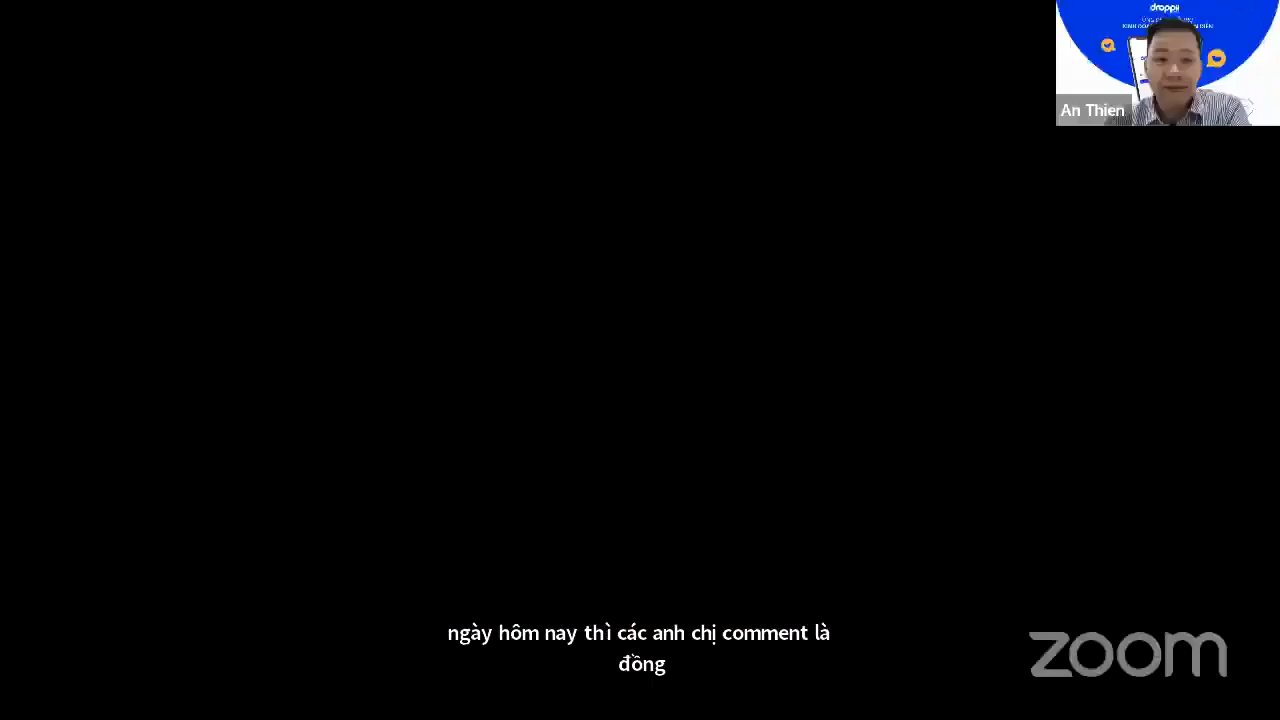 droppii
An Thien
ngày hôm nay thì các anh chị comment là
đồng
zoom